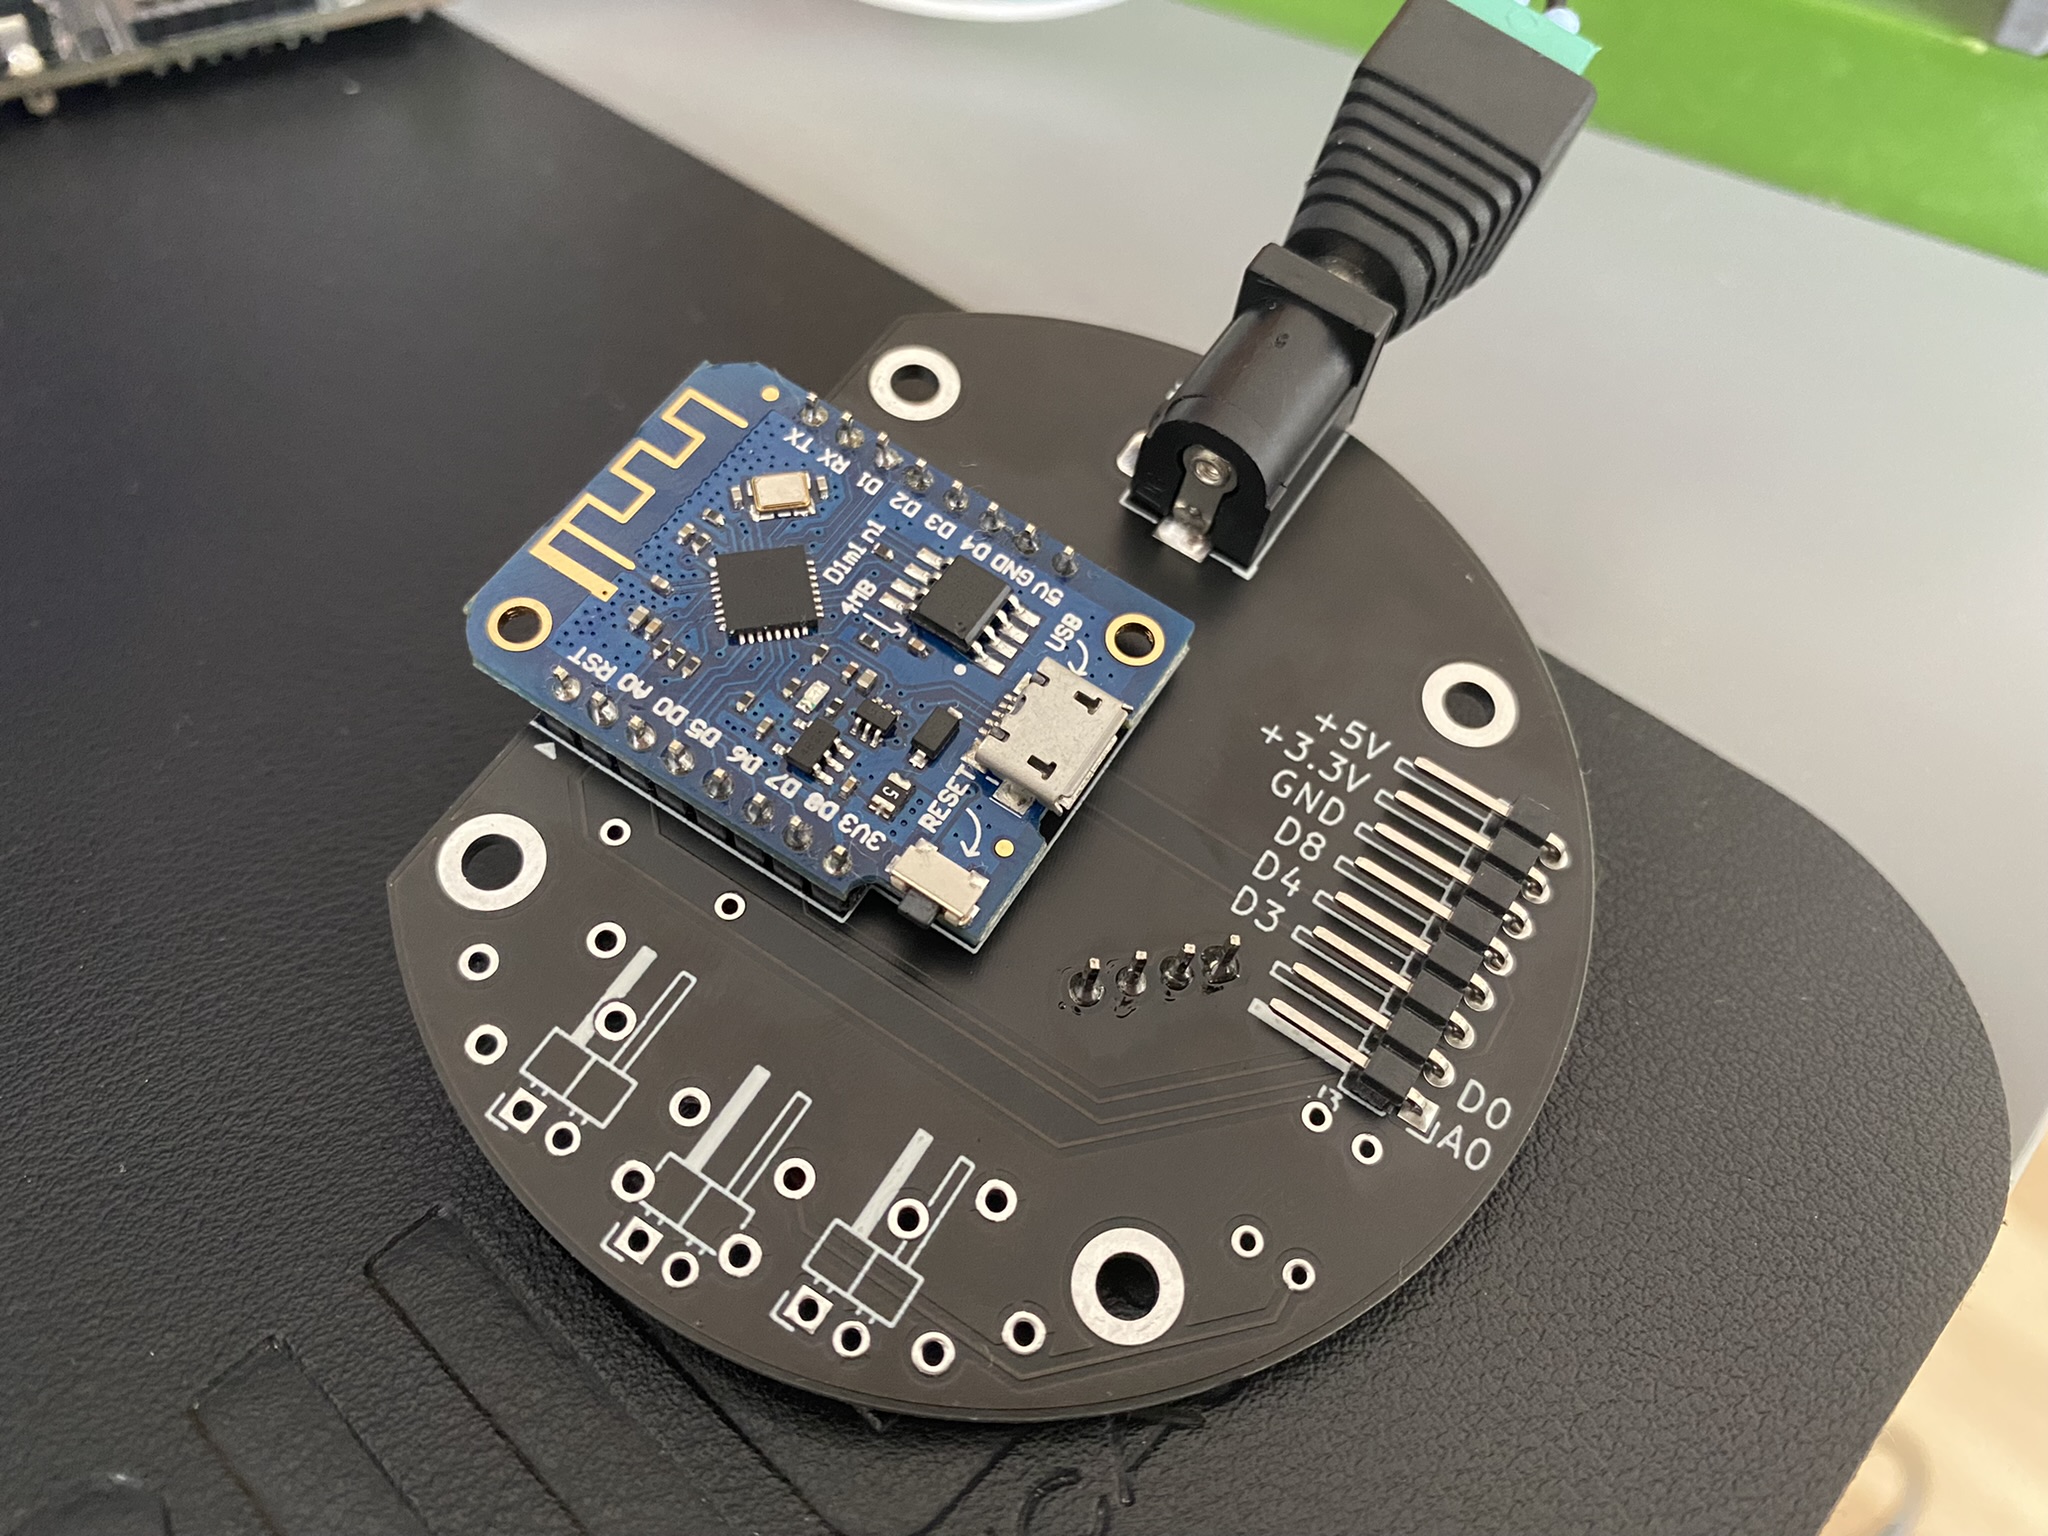 TX
RX
D1
D2
D3
D4
GND
5V
D1mini
4MB
USB
RST
A0
D0
D5
D6
D7
D8
3V3
RESET
+5V
+3.3V
GND
D8
D4
D3
D0
A0